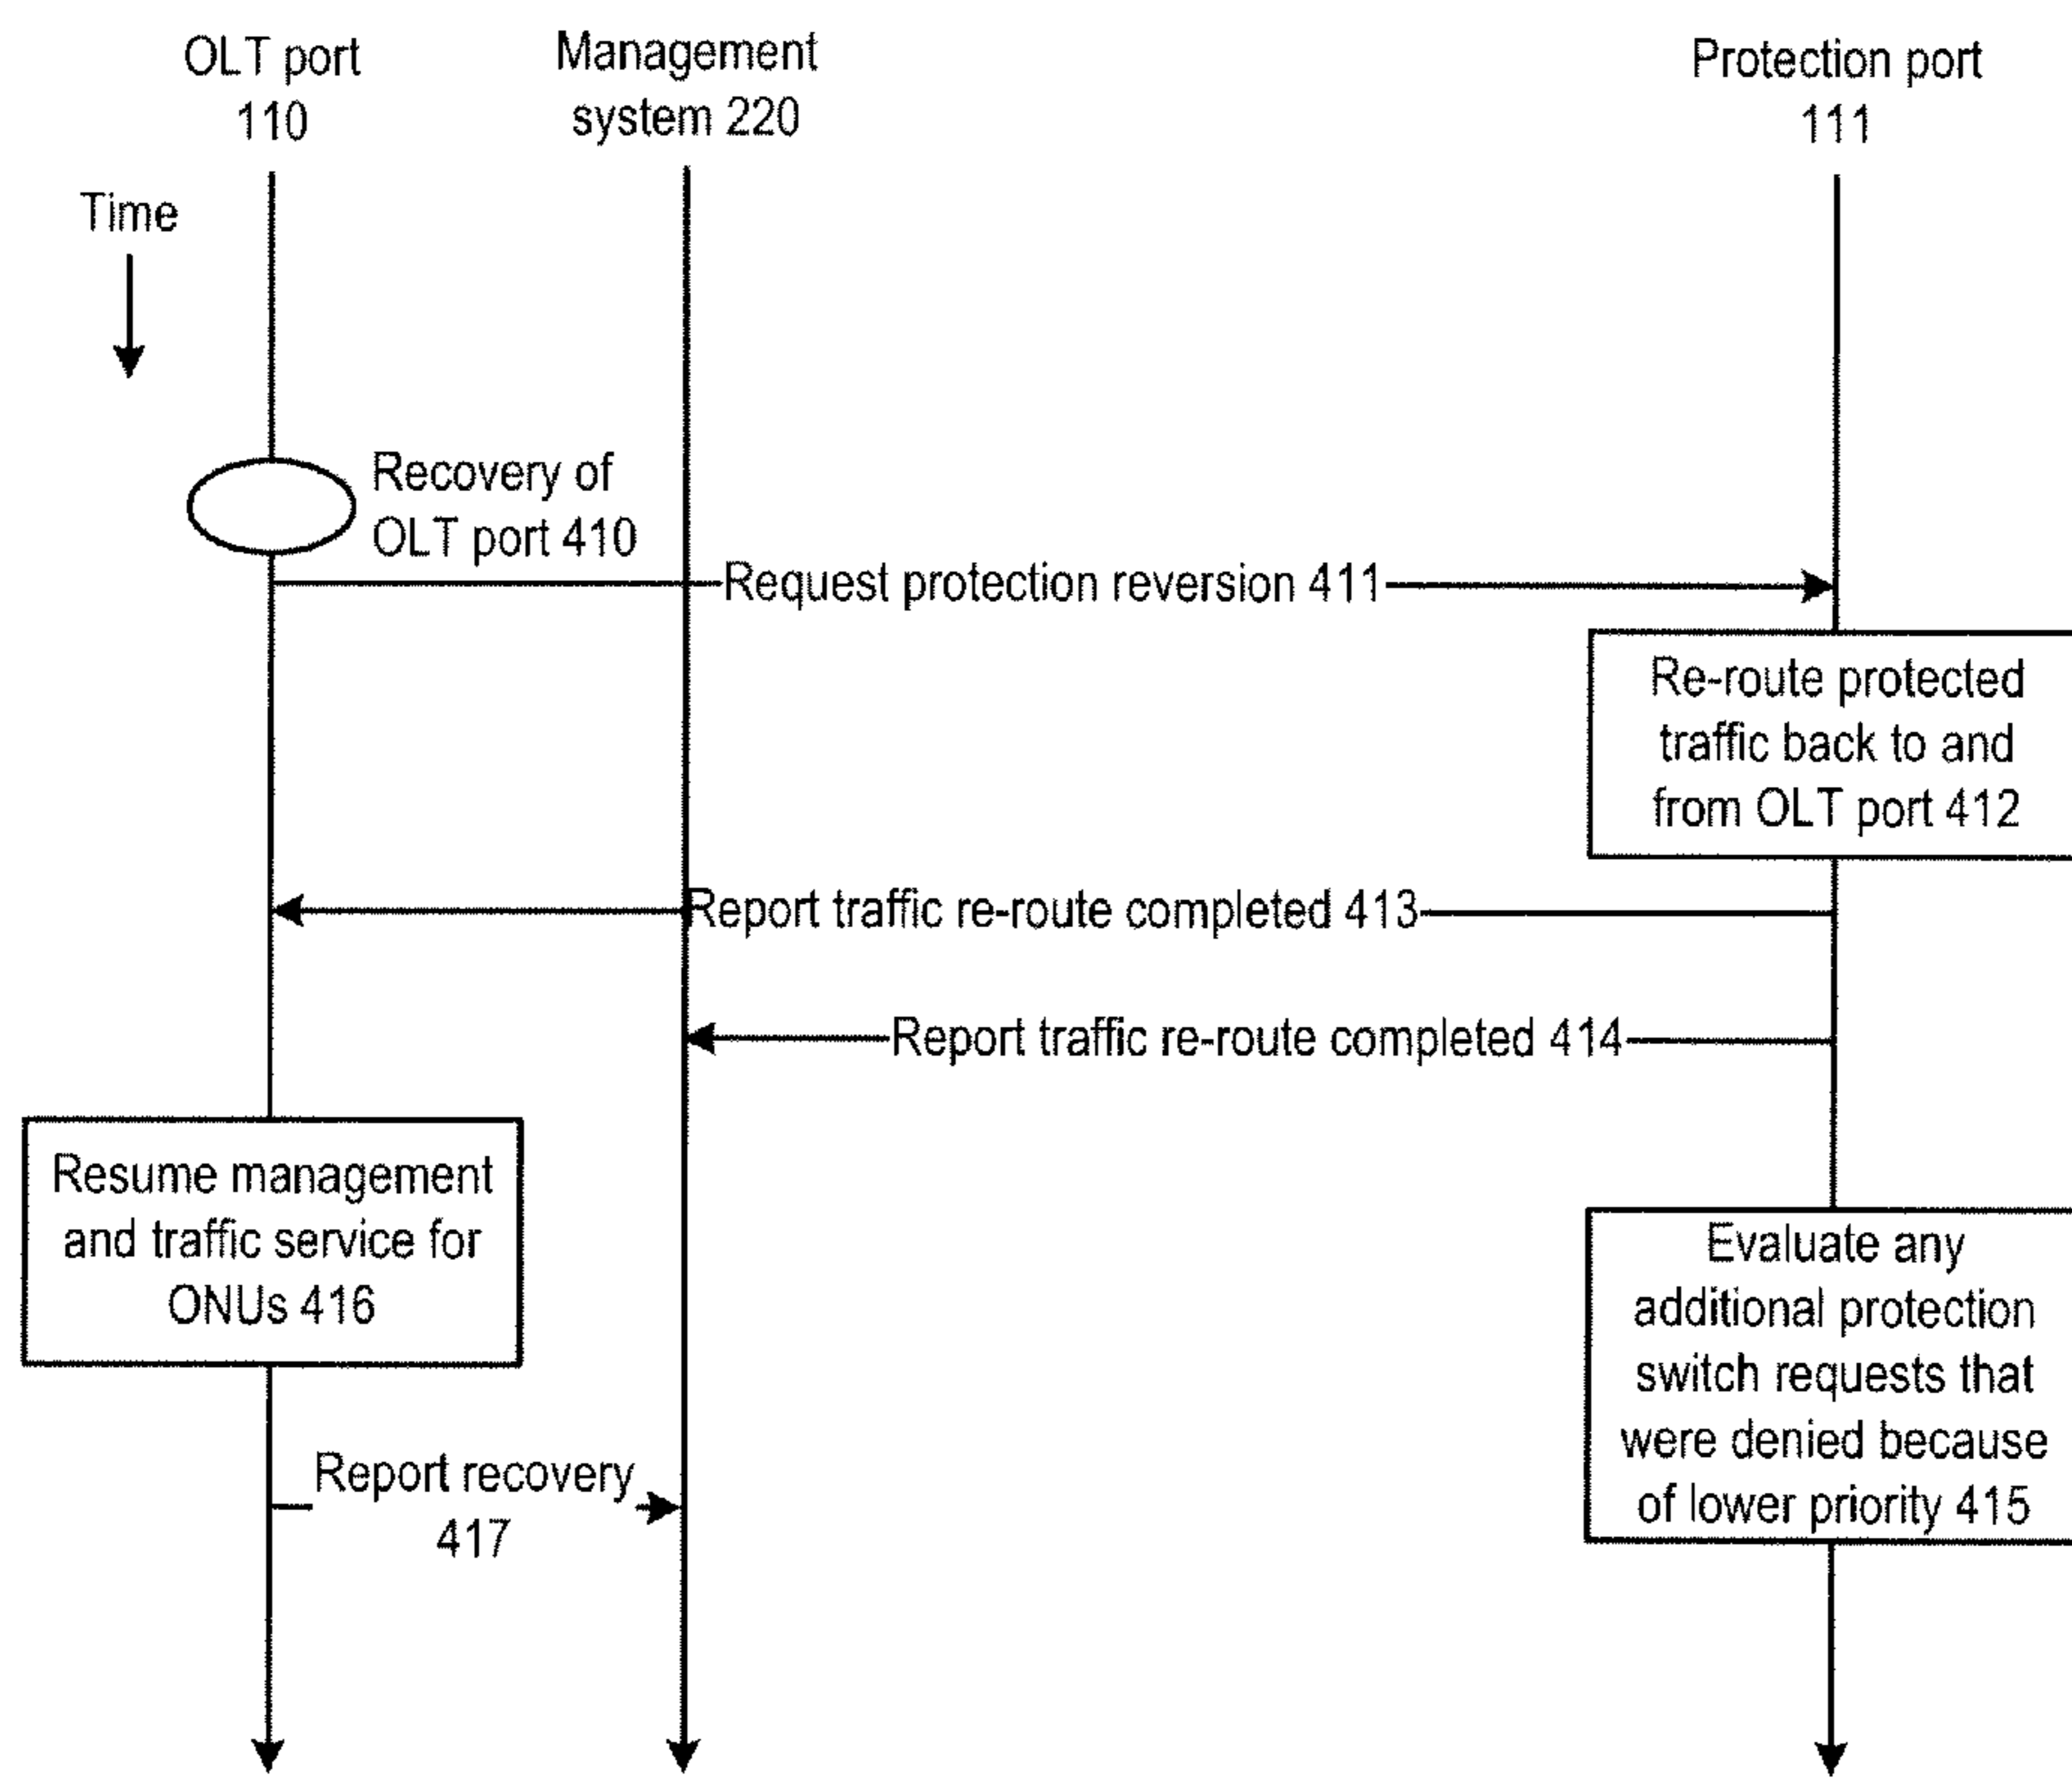 OLT port
110
Management
system 220
Protection port
111
Time
Recovery of
OLT port 410
Request protection reversion 411
Re-route protected
traffic back to and
from OLT port 412
Report traffic re-route completed 413
Report traffic re-route completed 414
Resume management
and traffic service for
ONUs 416
Evaluate any
additional protection
switch requests that
were denied because
of lower priority 415
Report recovery
417